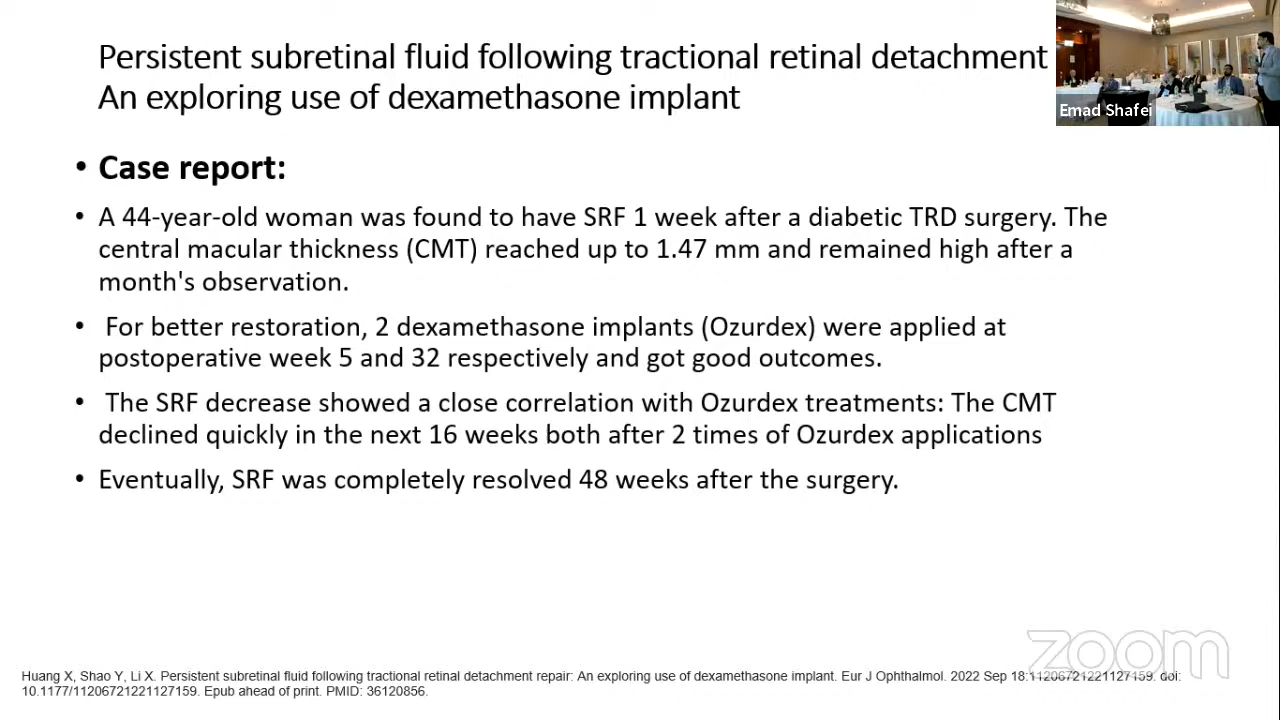 Persistent subretinal fluid following tractional retinal detachment
An exploring use of dexamethasone implant
Emad Shafei
• Case report:
• A 44-year-old woman was found to have SRF 1 week after a diabetic TRD surgery. The
central macular thickness (CMT) reached up to 1.47 mm and remained high after a
month's observation.
• For better restoration, 2 dexamethasone implants (Ozurdex) were applied at
postoperative week 5 and 32 respectively and got good outcomes.
• The SRF decrease showed a close correlation with Ozurdex treatments: The CMT
declined quickly in the next 16 weeks both after 2 times of Ozurdex applications
• Eventually, SRF was completely resolved 48 weeks after the surgery.
zoom
Huang X, Shao Y, Li X. Persistent subretinal fluid following tractional retinal detachment repair: An exploring use of dexamethasone implant. Eur J Ophthalmol. 2022 Sep 18:11206721221127159. doi:
10.1177/11206721221127159. Epub ahead of print. PMID: 36120856.